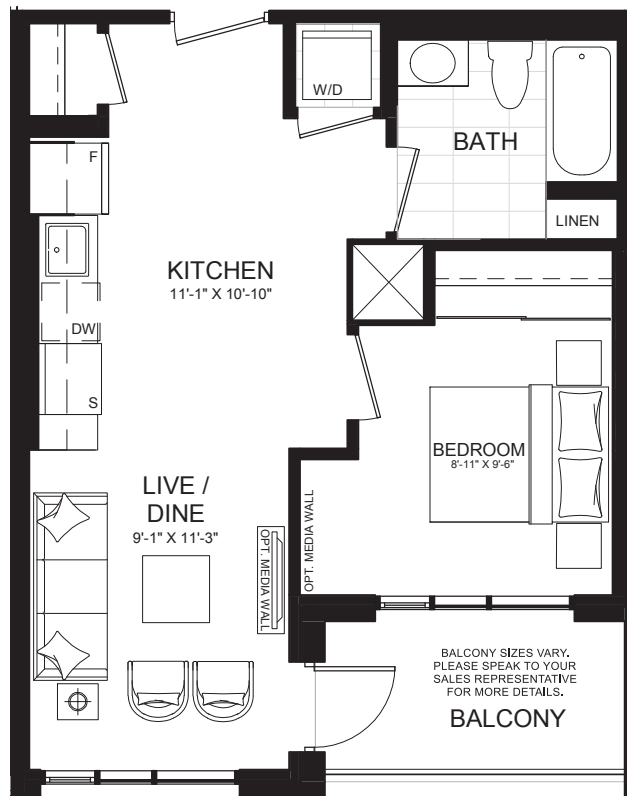 W/D
BATH
F
LINEN
KITCHEN
11'-1" X 10'-10"
DW
S
BEDROOM
8'-11" X 9'-6"
LIVE /
DINE
9'-1" X 11'-3"
OPT. MEDIA WALL
OPT. MEDIA WALL
BALCONY SIZES VARY.
PLEASE SPEAK TO YOUR
SALES REPRESENTATIVE
FOR MORE DETAILS.
BALCONY